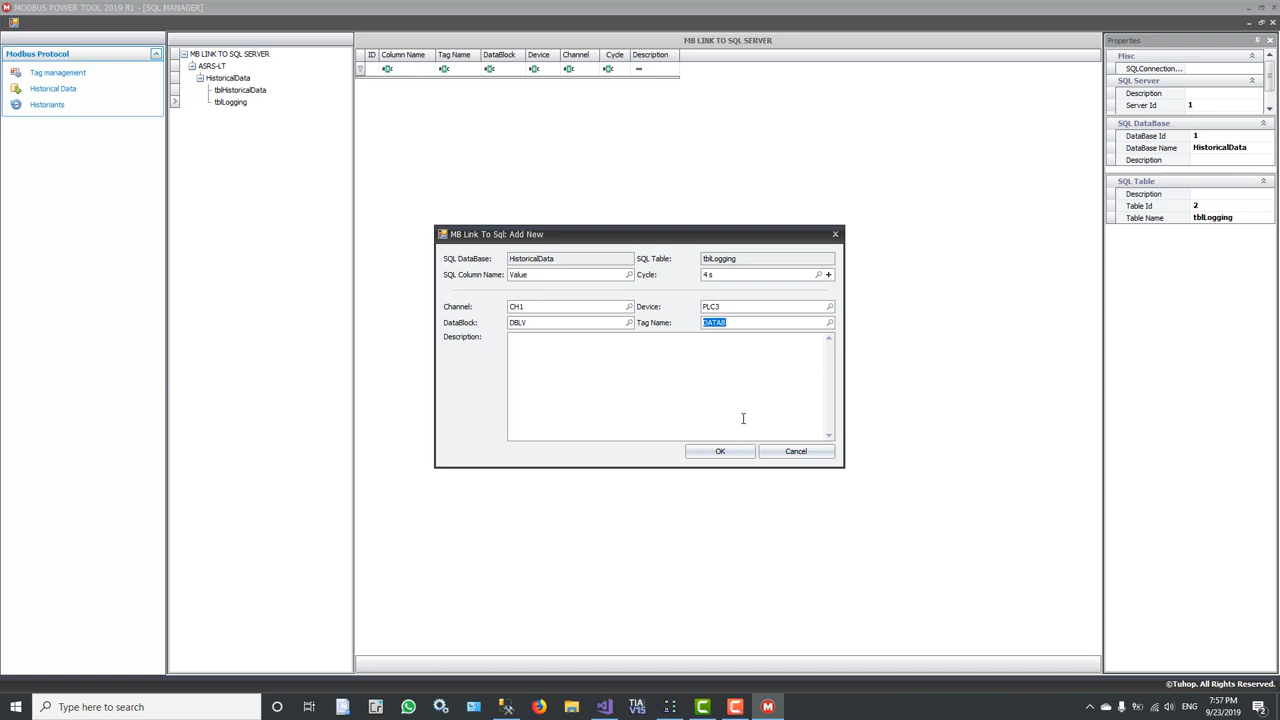 MODBUS POWER TOOL 2019 R1 - [SQL MANAGER]
Modbus Protocol
Tag management
Historical Data
Historiants
MB LINK TO SQL SERVER
ASRS-LT
HistoricalData
tblHistoricalData
tblLogging
MB LINK TO SQL SERVER
ID Column Name Tag Name DataBlock Device Channel Cycle Description
MB Link To Sql: Add New
SQL DataBase: HistoricalData SQL Table: tblLogging
SQL Column Name: Value Cycle: 4 s
Channel: CH1 Device: PLC3
DataBlock: DBLV Tag Name: DATA8
Description:
OK Cancel
Properties
Misc
SQLConnection...
SQL Server
Description
Server Id 1
SQL DataBase
DataBase Id 1
DataBase Name HistoricalData
Description
SQL Table
Description
Table Id 2
Table Name tblLogging
©Tuhop. All Rights Reserved.
Type here to search
TIA V15
7:57 PM
9/23/2019
2